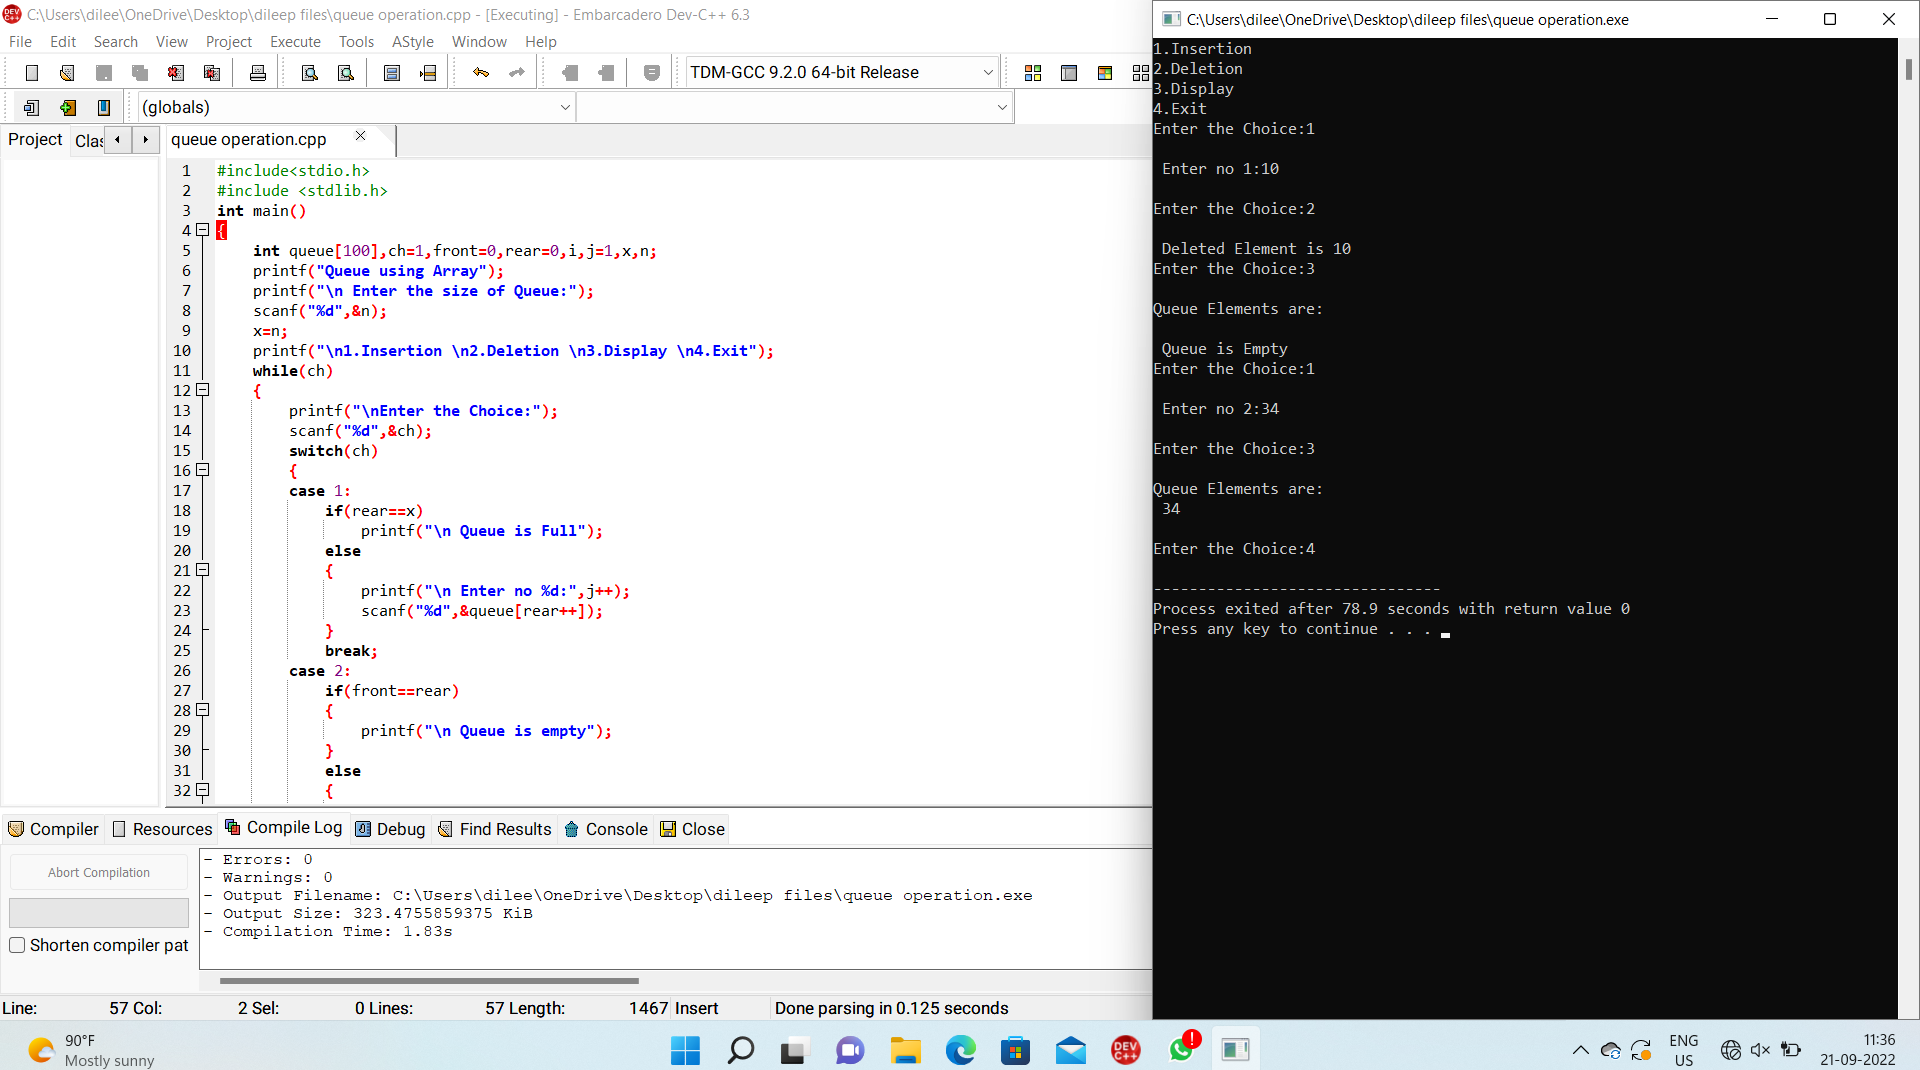 C:\Users\dilee\OneDrive\Desktop\dileep files\queue operation.cpp - [Executing] - Embarcadero Dev-C++ 6.3
File Edit Search View Project Execute Tools AStyle Window Help
TDM-GCC 9.2.0 64-bit Release
(globals)
Project Clas
queue operation.cpp
1 #include<stdio.h>
2 #include <stdlib.h>
3 int main()
4 {
5 int queue[100],ch=1,front=0,rear=0,i,j=1,x,n;
6 printf("Queue using Array");
7 printf("\n Enter the size of Queue:");
8 scanf("%d",&n);
9 x=n;
10 printf("\n1.Insertion \n2.Deletion \n3.Display \n4.Exit");
11 while(ch)
12 {
13 printf("\nEnter the Choice:");
14 scanf("%d",&ch);
15 switch(ch)
16 {
17 case 1:
18 if(rear==x)
19 printf("\n Queue is Full");
20 else
21 {
22 printf("\n Enter no %d:",j++);
23 scanf("%d",&queue[rear++]);
24 }
25 break;
26 case 2:
27 if(front==rear)
28 {
29 printf("\n Queue is empty");
30 }
31 else
32 {
Compiler Resources Compile Log Debug Find Results Console Close
Abort Compilation
Shorten compiler pat
- Errors: 0
- Warnings: 0
- Output Filename: C:\Users\dilee\OneDrive\Desktop\dileep files\queue operation.exe
- Output Size: 323.4755859375 KiB
- Compilation Time: 1.83s
Line: 57 Col: 2 Sel: 0 Lines: 57 Length: 1467 Insert Done parsing in 0.125 seconds
C:\Users\dilee\OneDrive\Desktop\dileep files\queue operation.exe
1.Insertion
2.Deletion
3.Display
4.Exit
Enter the Choice:1
Enter no 1:10
Enter the Choice:2
Deleted Element is 10
Enter the Choice:3
Queue Elements are:
Queue is Empty
Enter the Choice:1
Enter no 2:34
Enter the Choice:3
Queue Elements are:
34
Enter the Choice:4
--------------------------------
Process exited after 78.9 seconds with return value 0
Press any key to continue . . .
90°F
Mostly sunny
DEV C++
ENG
US
11:36
21-09-2022